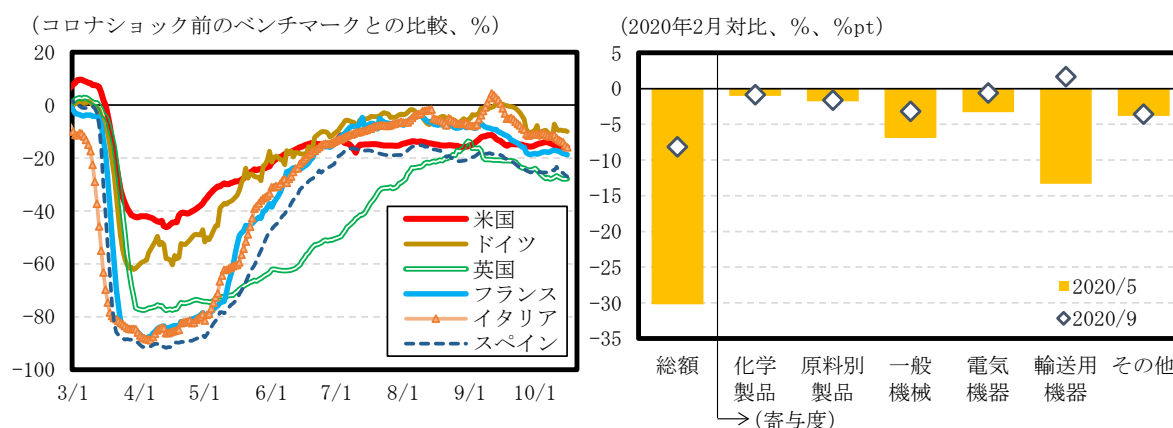 (コロナショック前のベンチマークとの比較、%)
20
0
-20
-40
-60
-80
-100
3/1 4/1 5/1 6/1 7/1 8/1 9/1 10/1
米国
ドイツ
英国
フランス
イタリア
スペイン
(2020年2月対比、%、%pt)
5
0
-5
-10
-15
-20
-25
-30
-35
2020/5
2020/9
総額 化学 原料別 一般 電気 輸送用 その他
製品 製品 機械 機器 機器
→(寄与度)